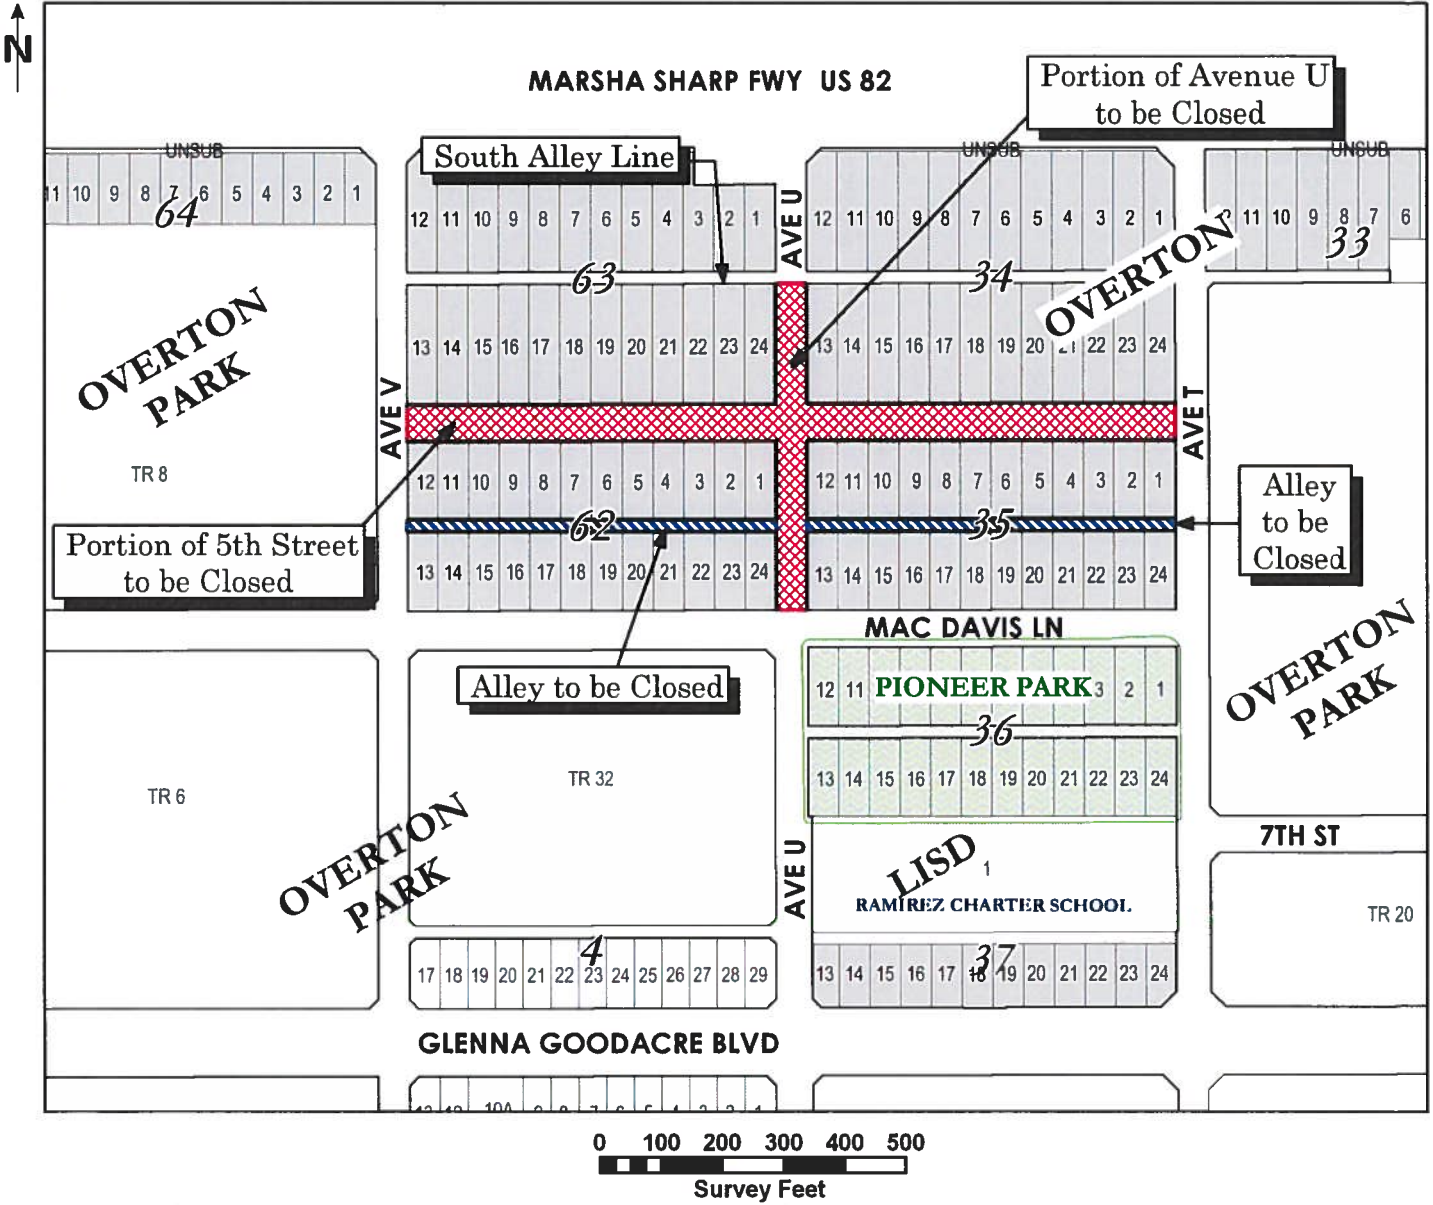 N
MARSHA SHARP FWY US 82
Portion of Avenue U
to be Closed
UNSUB
South Alley Line
UNSUB
UNSUB
11 10 9 8 7 6 5 4 3 2 1
64
12 11 10 9 8 7 6 5 4 3 2 1
AVE U
12 11 10 9 8 7 6 5 4 3 2 1
11 10 9 8 7 6
33
63
34
OVERTON
OVERTON
PARK
13 14 15 16 17 18 19 20 21 22 23 24
13 14 15 16 17 18 19 20 21 22 23 24
AVE V
AVE T
TR 8
12 11 10 9 8 7 6 5 4 3 2 1
12 11 10 9 8 7 6 5 4 3 2 1
Alley
to be
Closed
62
35
Portion of 5th Street
to be Closed
13 14 15 16 17 18 19 20 21 22 23 24
13 14 15 16 17 18 19 20 21 22 23 24
MAC DAVIS LN
OVERTON
PARK
Alley to be Closed
12 11 PIONEER PARK 3 2 1
36
TR 6
TR 32
13 14 15 16 17 18 19 20 21 22 23 24
OVERTON
PARK
7TH ST
AVE U
LISD
1
RAMIREZ CHARTER SCHOOL
TR 20
4
37
17 18 19 20 21 22 23 24 25 26 27 28 29
13 14 15 16 17 18 19 20 21 22 23 24
GLENNA GOODACRE BLVD
10A
0 100 200 300 400 500
Survey Feet